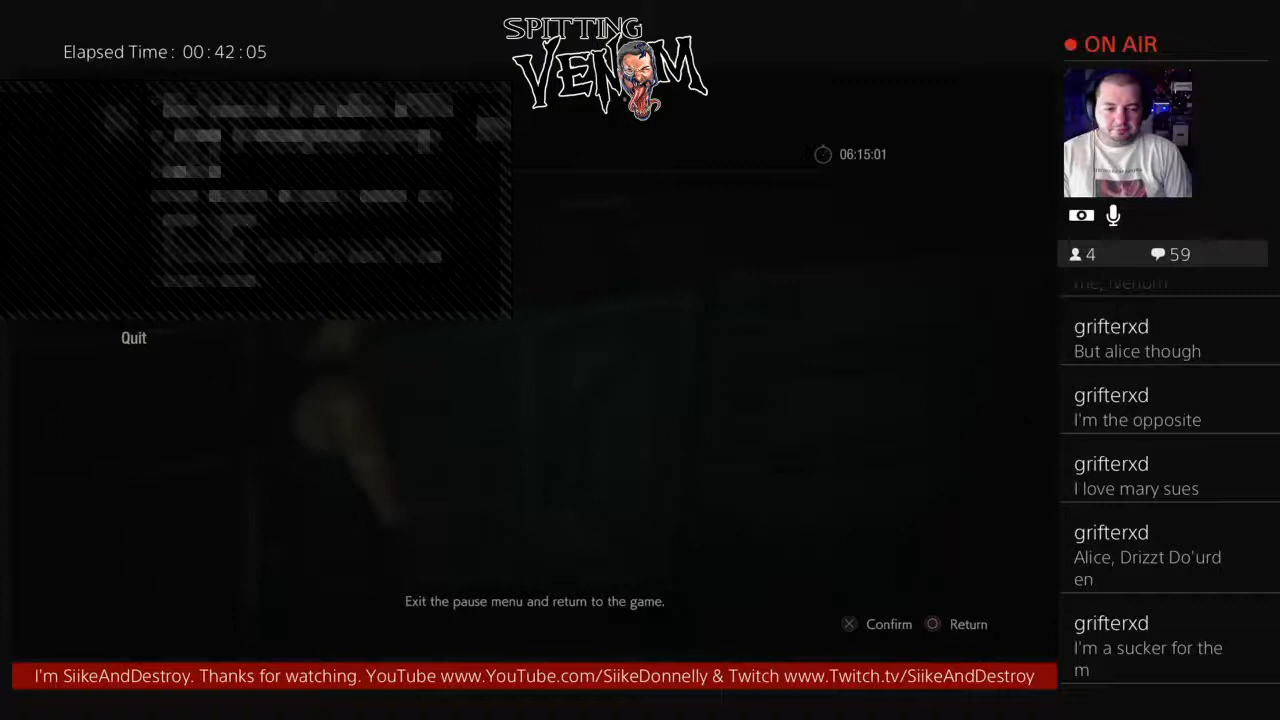 SPITTING
VENOM
Elapsed Time: 00:42:05
ON AIR
06:15:01
4 59
me, ivenom
grifterxd
But alice though
Quit
grifterxd
I'm the opposite
grifterxd
I love mary sues
grifterxd
Alice, Drizzt Do'urd
en
Exit the pause menu and return to the game.
Confirm Return
grifterxd
I'm a sucker for the
m
I'm SiikeAndDestroy. Thanks for watching. YouTube www.YouTube.com/SiikeDonnelly & Twitch www.Twitch.tv/SiikeAndDestroy